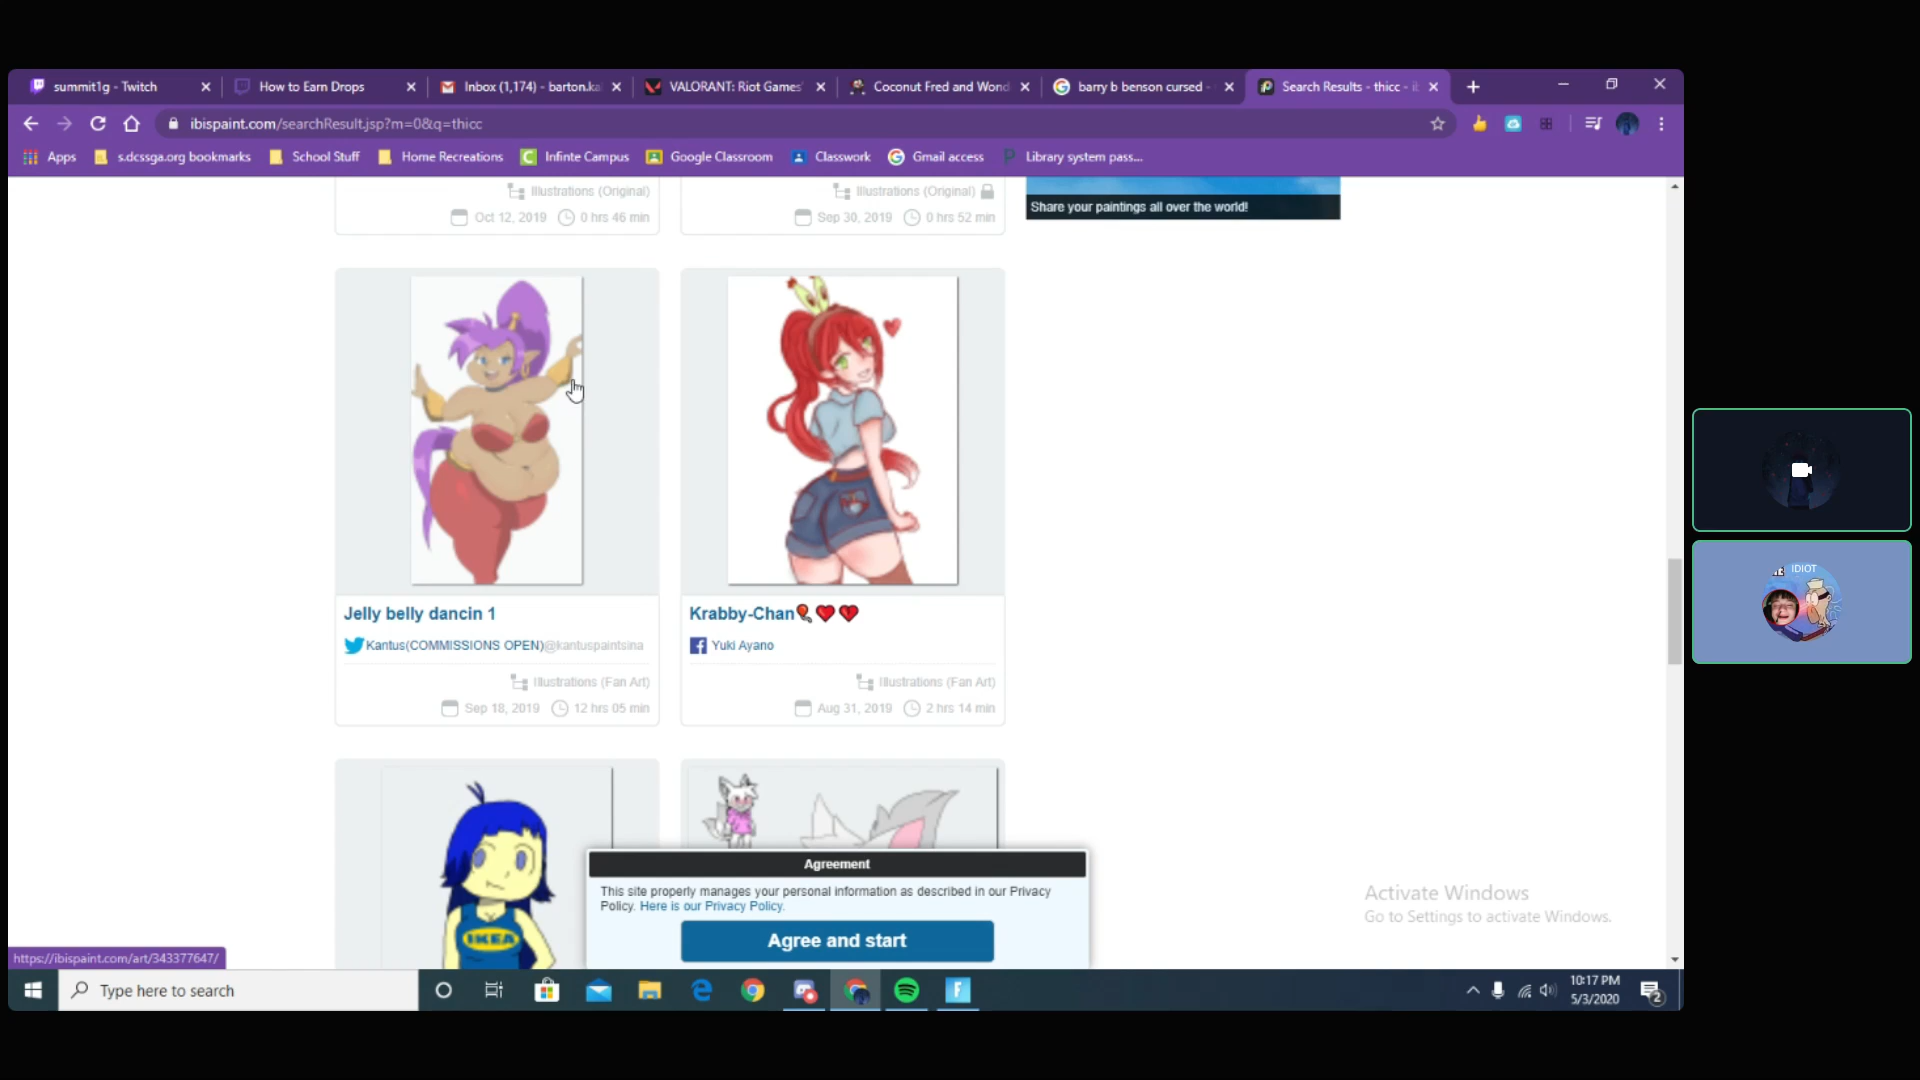 summit1g - Twitch
How to Earn Drops
Inbox (1,174) - barton.ka
VALORANT: Riot Games'
Coconut Fred and Wond
barry b benson cursed -
Search Results - thicc - i
ibispaint.com/searchResult.jsp?m=0&q=thicc
Apps
s.dcssga.org bookmarks
School Stuff
Home Recreations
Infinte Campus
Google Classroom
Classwork
Gmail access
Library system pass...
Illustrations (Original)
Oct 12, 2019 0 hrs 46 min
Illustrations (Original)
Sep 30, 2019 0 hrs 52 min
Share your paintings all over the world!
Jelly belly dancin 1
Kantus(COMMISSIONS OPEN)@kantuspaintsina
Illustrations (Fan Art)
Sep 18, 2019 12 hrs 05 min
Krabby-Chan
Yuki Ayano
Illustrations (Fan Art)
Aug 31, 2019 2 hrs 14 min
IKEA
Agreement
This site properly manages your personal information as described in our Privacy
Policy. Here is our Privacy Policy.
Agree and start
Activate Windows
Go to Settings to activate Windows.
https://ibispaint.com/art/343377647/
Type here to search
10:17 PM
5/3/2020
2
IDIOT